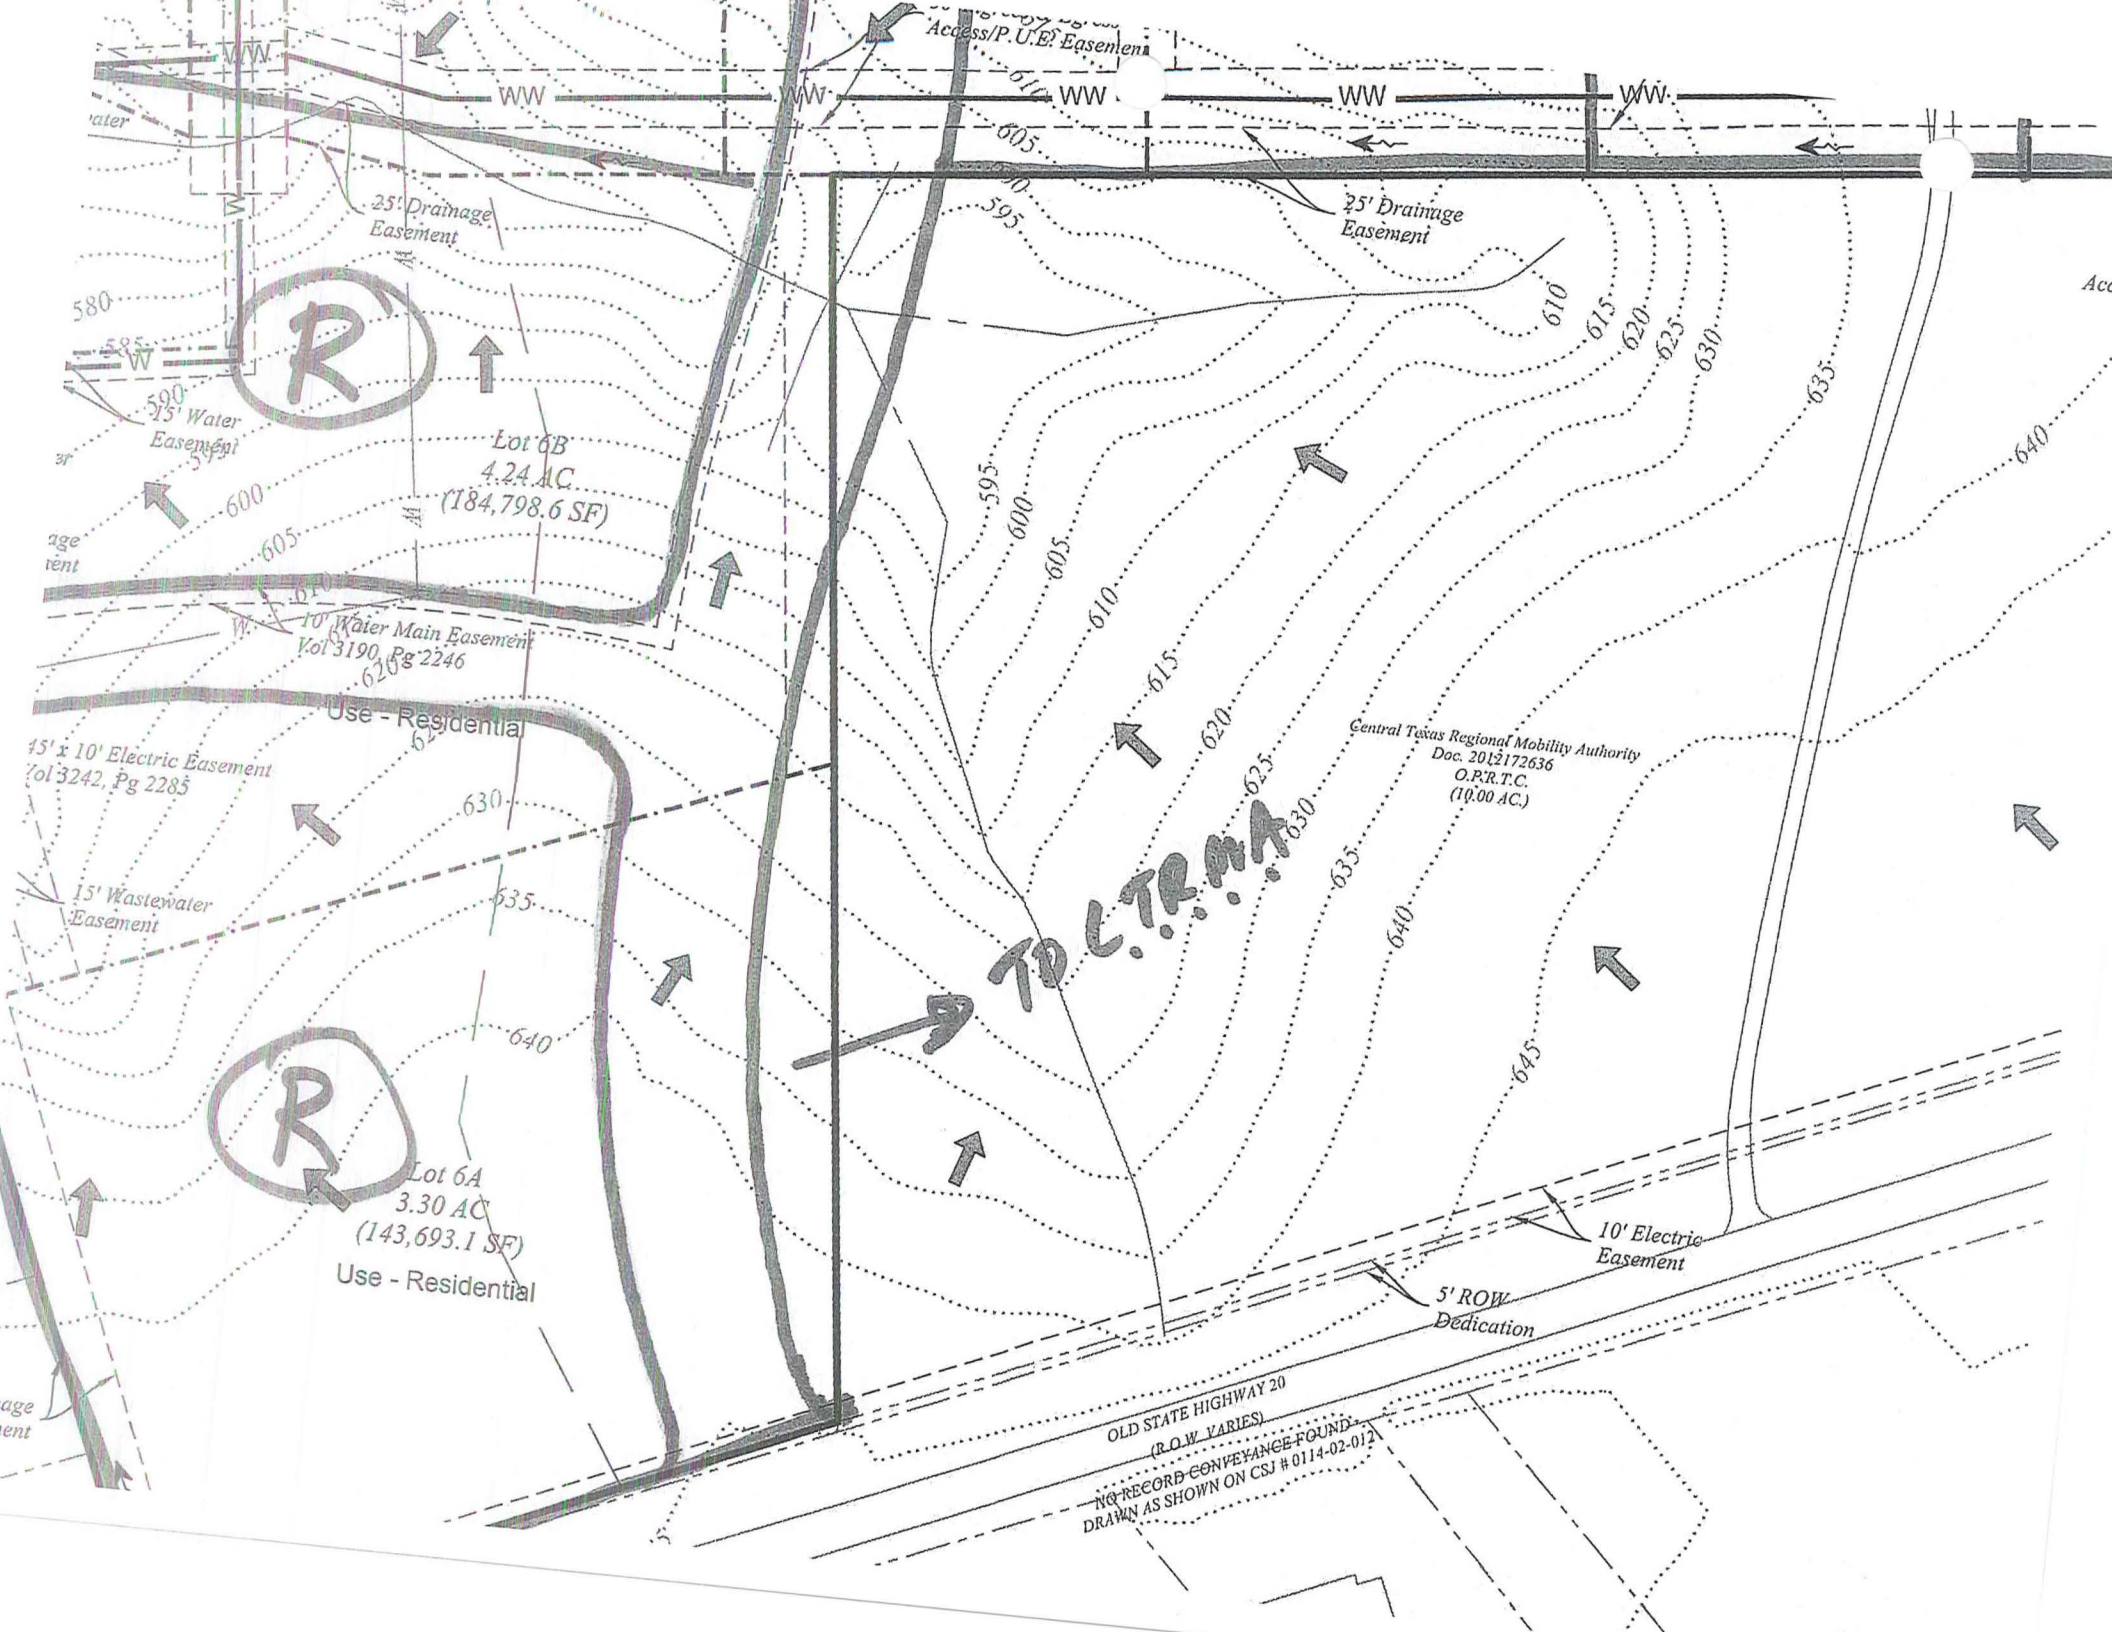 Access/P.U.E. Easement
WW
WW
WW
WW
WW
WW
610
605
595
25' Drainage
Easement
25' Drainage
Easement
W
580
585
W
590
15' Water
Easement
R
610
615
620
625
630
635
640
Lot 6B
4.24 AC
(184,798.6 SF)
600
605
610
595
600
605
610
615
620
625
630
635
640
645
W
10' Water Main Easement
Vol 3190, Pg 2246
620
Use - Residential
45' x 10' Electric Easement
Vol 3242, Pg 2285
630
635
640
15' Wastewater
Easement
Central Texas Regional Mobility Authority
Doc. 2012172636
O.P.R.T.C.
(10.00 AC.)
TO C.T.R.M.A.
R
Lot 6A
3.30 AC
(143,693.1 SF)
Use - Residential
10' Electric
Easement
5' ROW
Dedication
OLD STATE HIGHWAY 20
(R.O.W. VARIES)
NO RECORD CONVEYANCE FOUND
DRAWN AS SHOWN ON CSJ # 0114-02-012